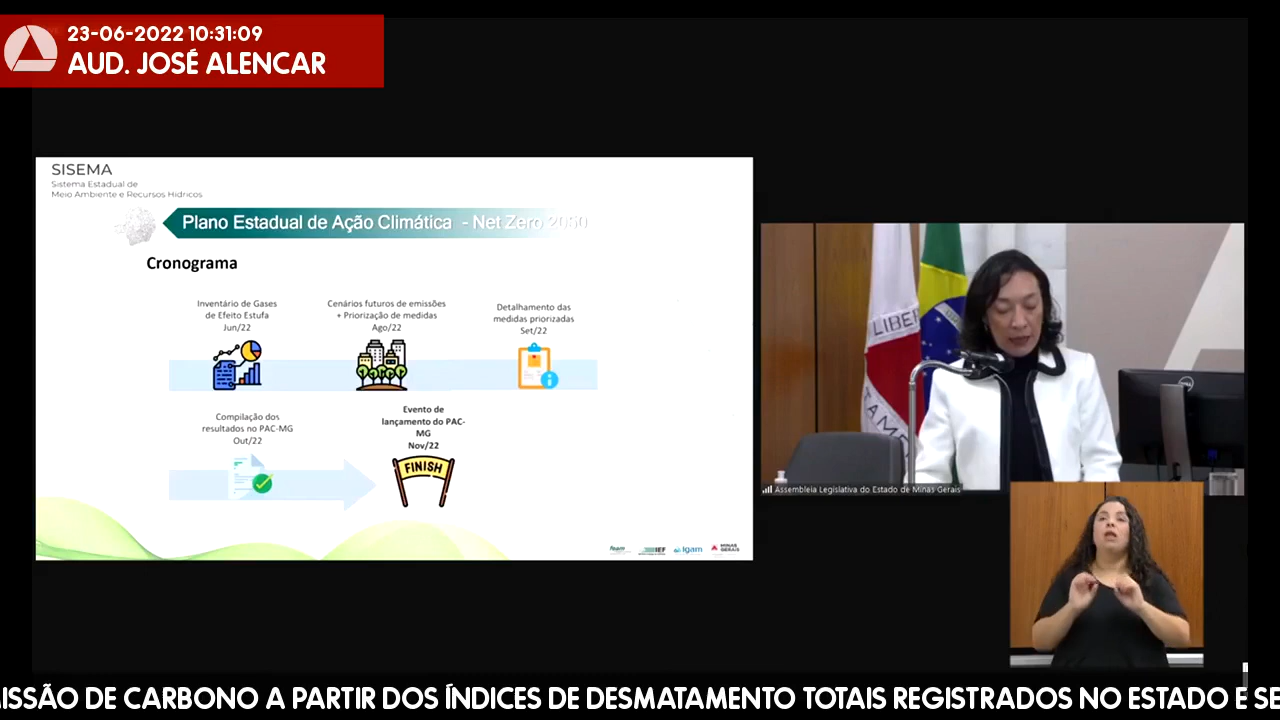 23-06-2022 10:31:09
AUD. JOSÉ ALENCAR
SISEMA
Sistema Estadual de
Meio Ambiente e Recursos Hídricos
Plano Estadual de Ação Climática - Net Zero 2050
Cronograma
Inventário de Gases
de Efeito Estufa
Jun/22
Cenários futuros de emissões
+ Priorização de medidas
Ago/22
Detalhamento das
medidas priorizadas
Set/22
Compilação dos
resultados no PAC-MG
Out/22
Evento de
lançamento do PAC-
MG
Nov/22
FINISH
feam
IEF
Igam
MINAS
GERAIS
LIBER
TAMEN
DELL
Assembleia Legislativa do Estado de Minas Gerais
ISSÃO DE CARBONO A PARTIR DOS ÍNDICES DE DESMATAMENTO TOTAIS REGISTRADOS NO ESTADO E SE